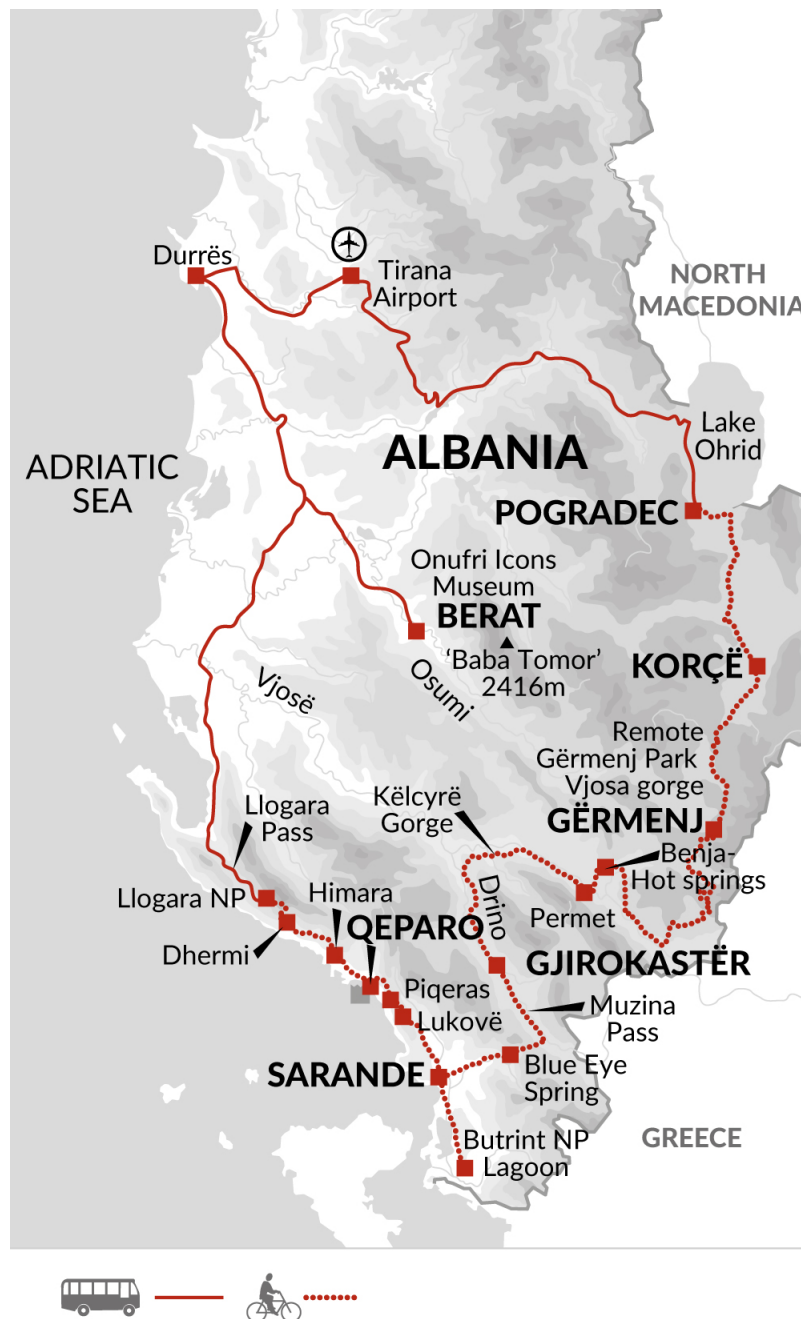 Durrës
Tirana
Airport
NORTH
MACEDONIA
Lake
Ohrid
ADRIATIC
SEA
ALBANIA
POGRADEC
Onufri Icons
Museum
BERAT
‘Baba Tomor’
2416m
KORÇË
Osumi
Vjosë
Remote
Gërmenj Park
Vjosa gorge
GËRMENJ
Këlcyrë
Gorge
Llogara
Pass
Benja-
Hot springs
Llogara NP
Himara
Drino
Permet
QEPARO
Dhermi
GJIROKASTËR
Piqeras
Muzina
Pass
Lukovë
SARANDE
Blue Eye
Spring
Butrint NP
Lagoon
GREECE